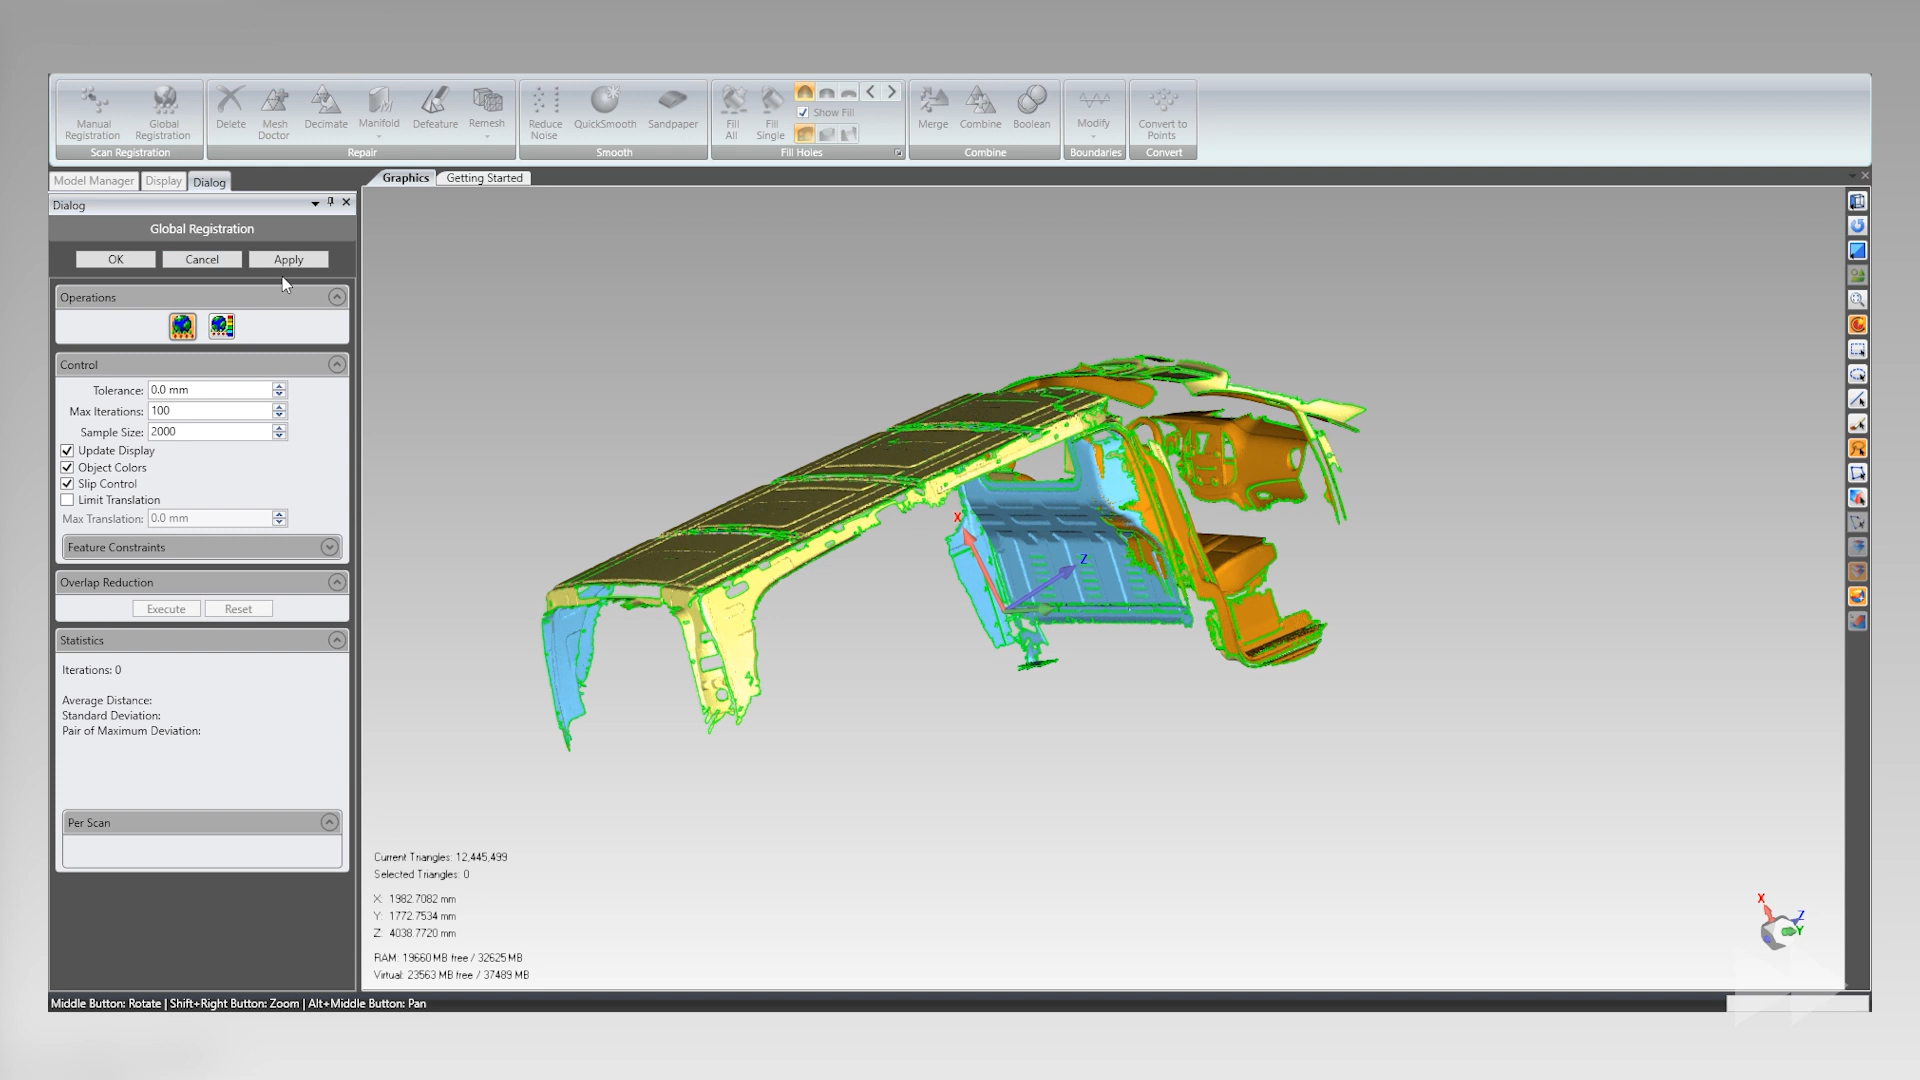 Manual Registration
Global Registration
Scan Registration
Delete
Mesh Doctor
Decimate
Manifold
Defeature
Remesh
Repair
Reduce Noise
QuickSmooth
Sandpaper
Smooth
Fill All
Fill Single
Show Fill
Fill Holes
Merge
Combine
Boolean
Combine
Modify
Boundaries
Convert to Points
Convert
Model Manager
Display
Dialog
Graphics
Getting Started
Dialog
Global Registration
OK
Cancel
Apply
Operations
Control
Tolerance: 0.0 mm
Max Iterations: 100
Sample Size: 2000
Update Display
Object Colors
Slip Control
Limit Translation
Max Translation: 0.0 mm
Feature Constraints
Overlap Reduction
Execute
Reset
Statistics
Iterations: 0
Average Distance:
Standard Deviation:
Pair of Maximum Deviation:
Per Scan
X
Z
Current Triangles: 12,445,499
Selected Triangles: 0
X: 1982.7082 mm
Y: 1772.7534 mm
Z: 4038.7720 mm
RAM: 19660 MB free / 32625 MB
Virtual: 23563 MB free / 37489 MB
X
Z
Y
Middle Button: Rotate | Shift+Right Button: Zoom | Alt+Middle Button: Pan